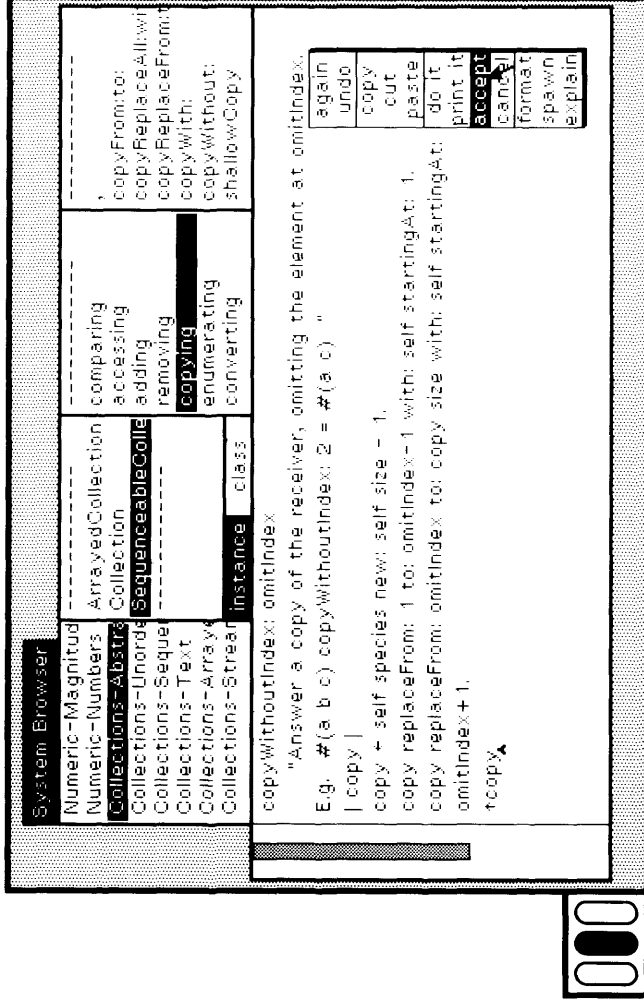 System Browser
Numeric-Magnitud
Numeric-Numbers
Collections-Abstra
Collections-Unorde
Collections-Seque
Collections-Text
Collections-Arraye
Collections-Stream
------------------
ArrayedCollection
Collection
SequenceableColle
------------------
instance
class
------------------
comparing
accessing
adding
removing
copying
enumerating
converting
------------------
,
copyFrom:to:
copyReplaceAll:wit
copyReplaceFrom:t
copyWith:
copyWithout:
shallowCopy
copyWithoutIndex: omitIndex
"Answer a copy of the receiver, omitting the element at omitIndex.
E.g. #(a b c) copyWithoutIndex: 2 = #(a c) "
| copy |
copy ← self species new: self size - 1.
copy replaceFrom: 1 to: omitIndex-1 with: self startingAt: 1.
copy replaceFrom: omitIndex to: copy size with: self startingAt:
omitIndex+1.
↑copy
again
undo
copy
cut
paste
do it
print it
accept
cancel
format
spawn
explain